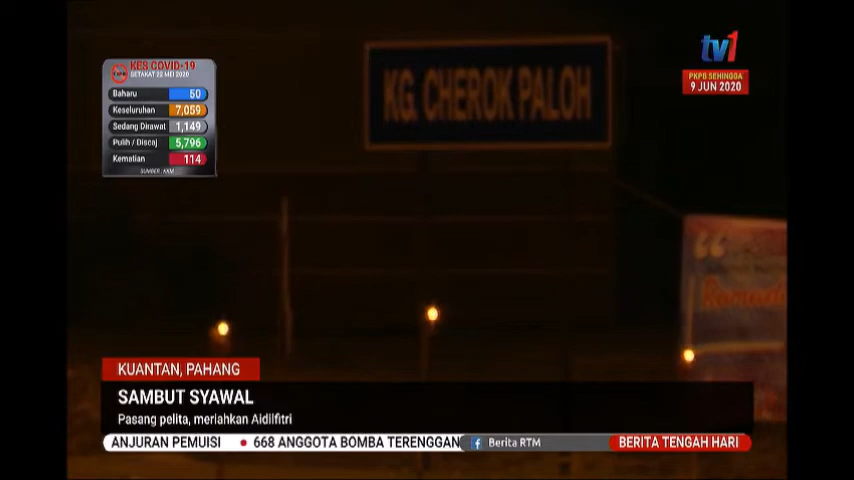 KES COVID-19
SETAKAT 22 MEI 2020
Baharu 50
Keseluruhan 7,059
Sedang Dirawat 1,149
Pulih / Discaj 5,796
Kematian 114
SUMBER : KKM
KG. CHEROK PALOH
tv1
PKPB SEHINGGA
9 JUN 2020
KUANTAN, PAHANG
SAMBUT SYAWAL
Pasang pelita, meriahkan Aidilfitri
ANJURAN PEMUISI • 668 ANGGOTA BOMBA TERENGGAN
Berita RTM
BERITA TENGAH HARI